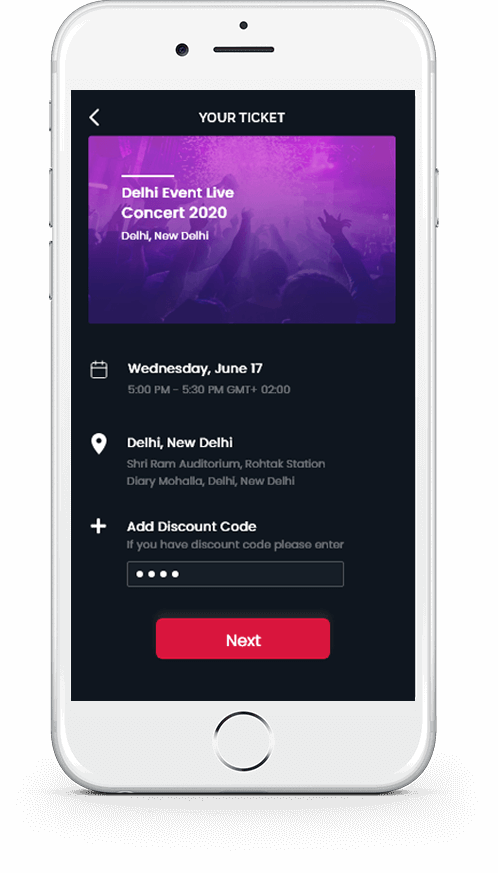 YOUR TICKET
Delhi Event Live
Concert 2020
Delhi, New Delhi
Wednesday, June 17
5:00 PM - 5:30 PM GMT+ 02:00
Delhi, New Delhi
Shri Ram Auditorium, Rohtak Station
Diary Mohalla, Delhi, New Delhi
Add Discount Code
If you have discount code please enter
Next